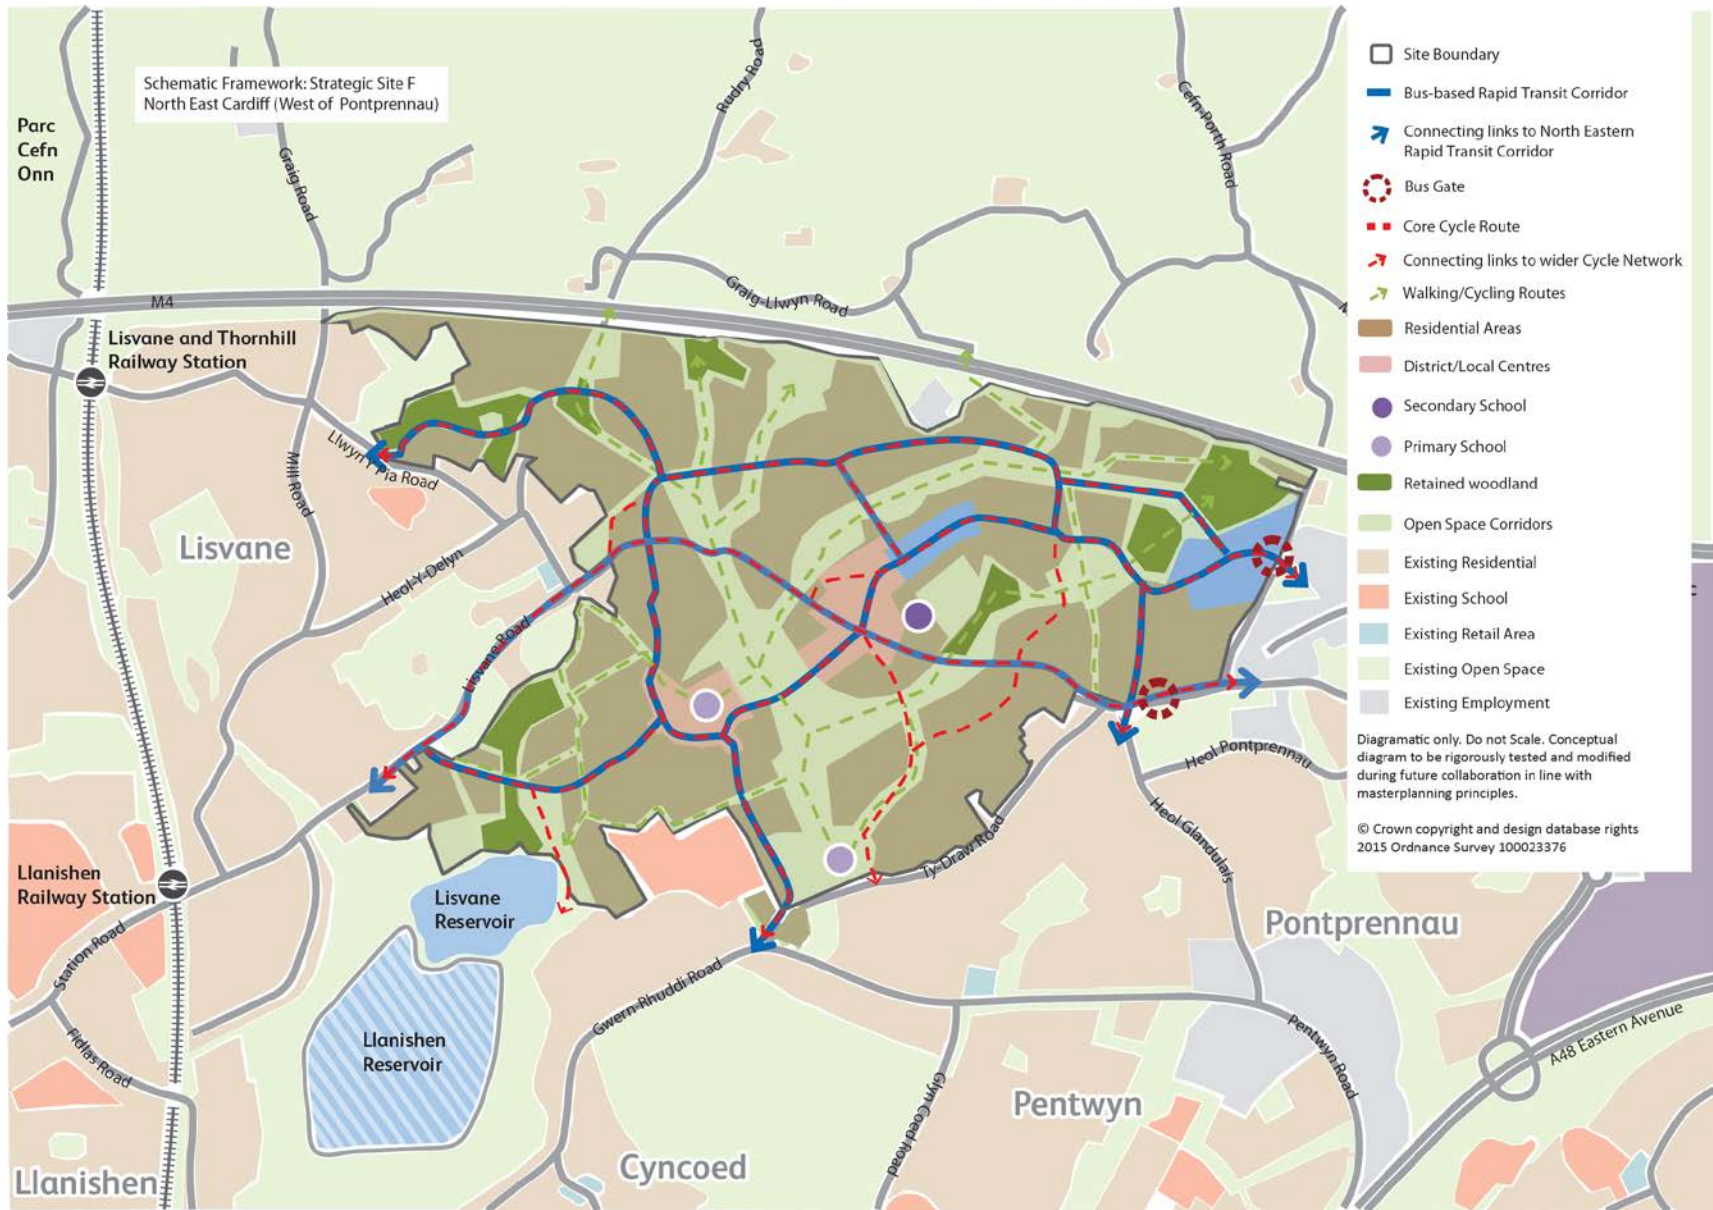 Schematic Framework: Strategic Site F
North East Cardiff (West of Pontprennau)
Parc
Cefn
Onn
Graig Road
Rudry Road
Cefn-Porth Road
Graig-Llwyn Road
M4
Lisvane and Thornhill
Railway Station
Llwyn Y Pia Road
Mill Road
Lisvane
Heol-Y-Delyn
Lisvane Road
Llanishen
Railway Station
Station Road
Fidlas Road
Lisvane
Reservoir
Llanishen
Reservoir
Llanishen
Gwern-Rhuddi Road
Cyncoed
Glyn Coed Road
Pentwyn
Ty-Draw Road
Heol Pontprennau
Heol Glandulais
Pontprennau
Pentwyn Road
A48 Eastern Avenue
Site Boundary
Bus-based Rapid Transit Corridor
Connecting links to North Eastern
Rapid Transit Corridor
Bus Gate
Core Cycle Route
Connecting links to wider Cycle Network
Walking/Cycling Routes
Residential Areas
District/Local Centres
Secondary School
Primary School
Retained woodland
Open Space Corridors
Existing Residential
Existing School
Existing Retail Area
Existing Open Space
Existing Employment
Diagramatic only. Do not Scale. Conceptual
diagram to be rigorously tested and modified
during future collaboration in line with
masterplanning principles.
© Crown copyright and design database rights
2015 Ordnance Survey 100023376